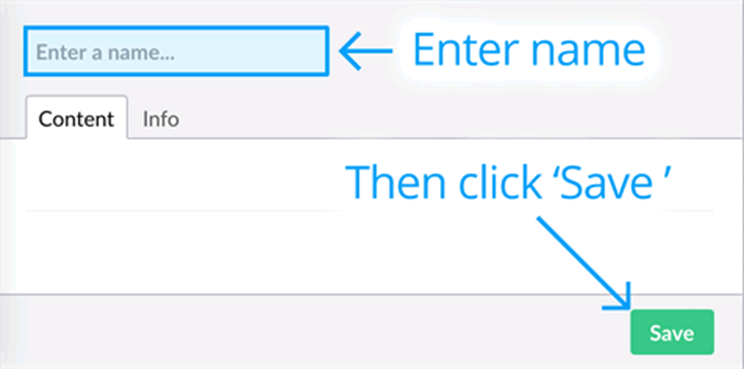 Enter a name...
Enter name
Content
Info
Then click ‘Save ’
Save